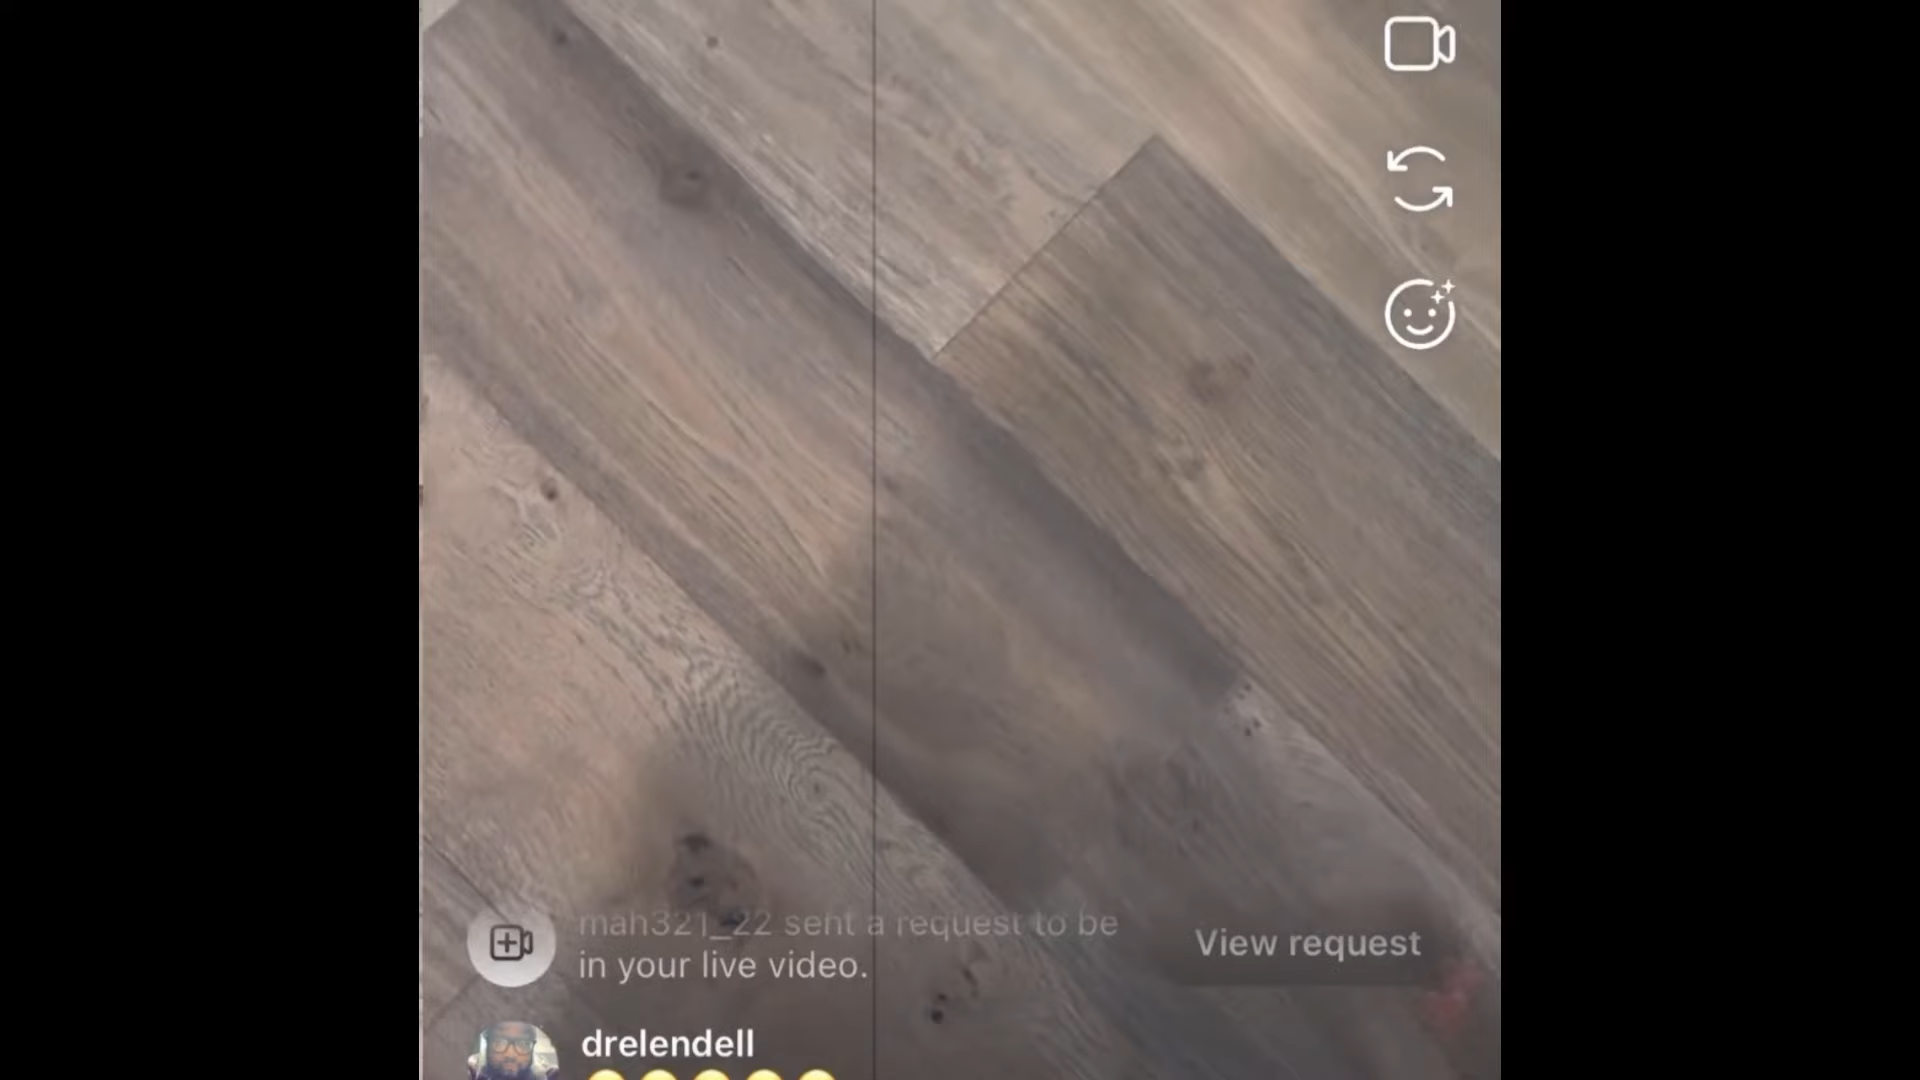 mah321_22 sent a request to be
in your live video.
View request
drelendell